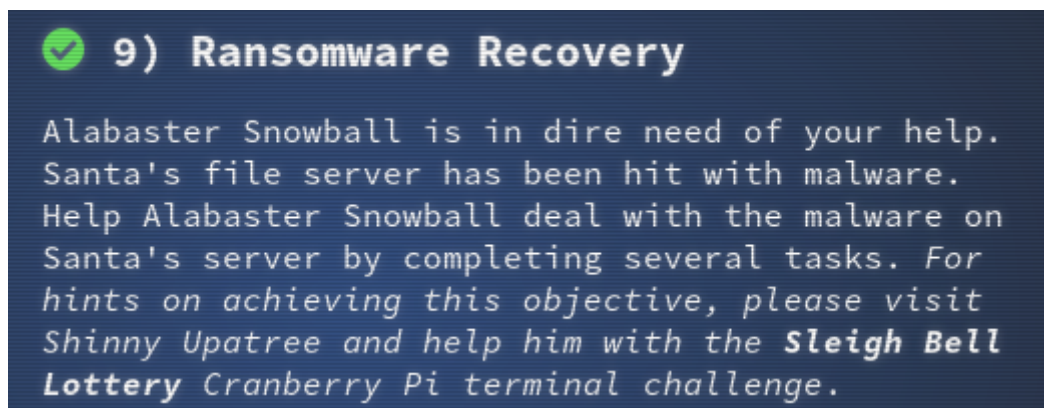 9) Ransomware Recovery
Alabaster Snowball is in dire need of your help.
Santa's file server has been hit with malware.
Help Alabaster Snowball deal with the malware on
Santa's server by completing several tasks. For
hints on achieving this objective, please visit
Shinny Upatree and help him with the Sleigh Bell
Lottery Cranberry Pi terminal challenge.